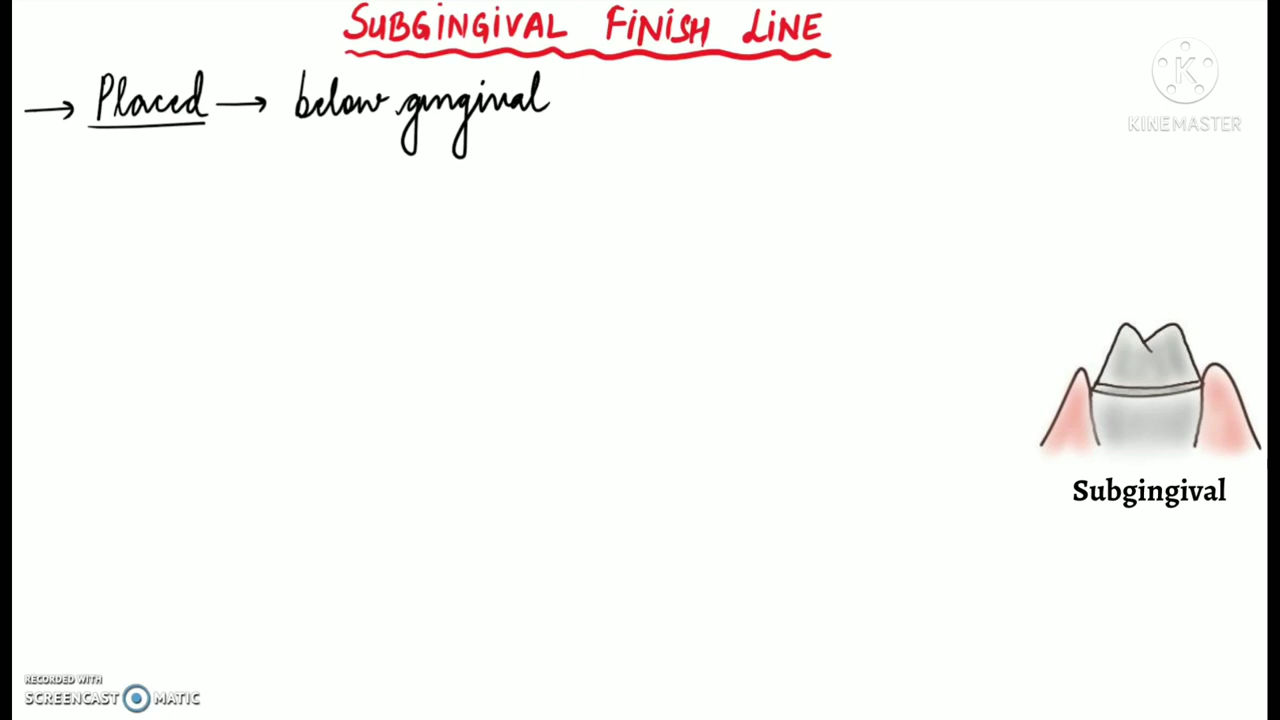 SUBGINGIVAL FINISH LINE
→ Placed → below gingival
K
KINEMASTER
Subgingival
RECORDED WITH
SCREENCAST MATIC